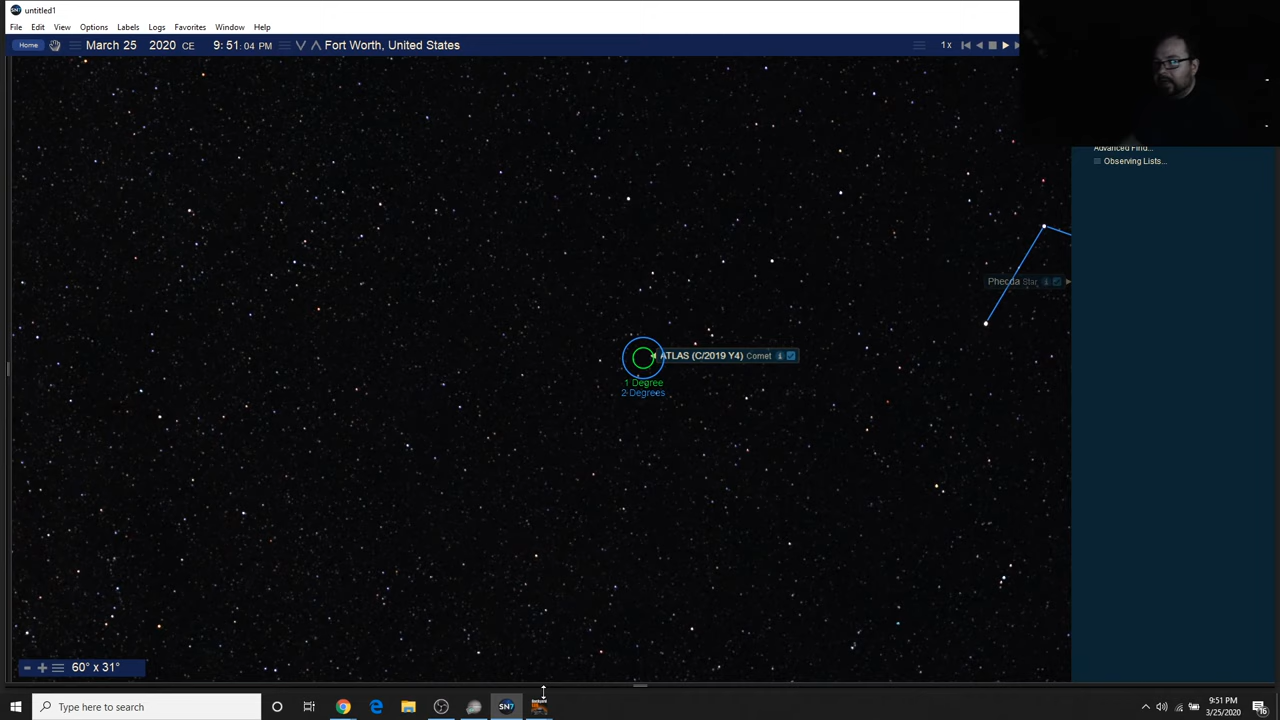 SN7 untitled1
File Edit View Options Labels Logs Favorites Window Help
Home March 25 2020 CE 9:51:04 PM Fort Worth, United States 1x
Advanced Find...
Observing Lists...
Phecda Star
ATLAS (C/2019 Y4) Comet
1 Degree
2 Degrees
60° x 31°
Type here to search SN7 9:51 PM
3/25/2020